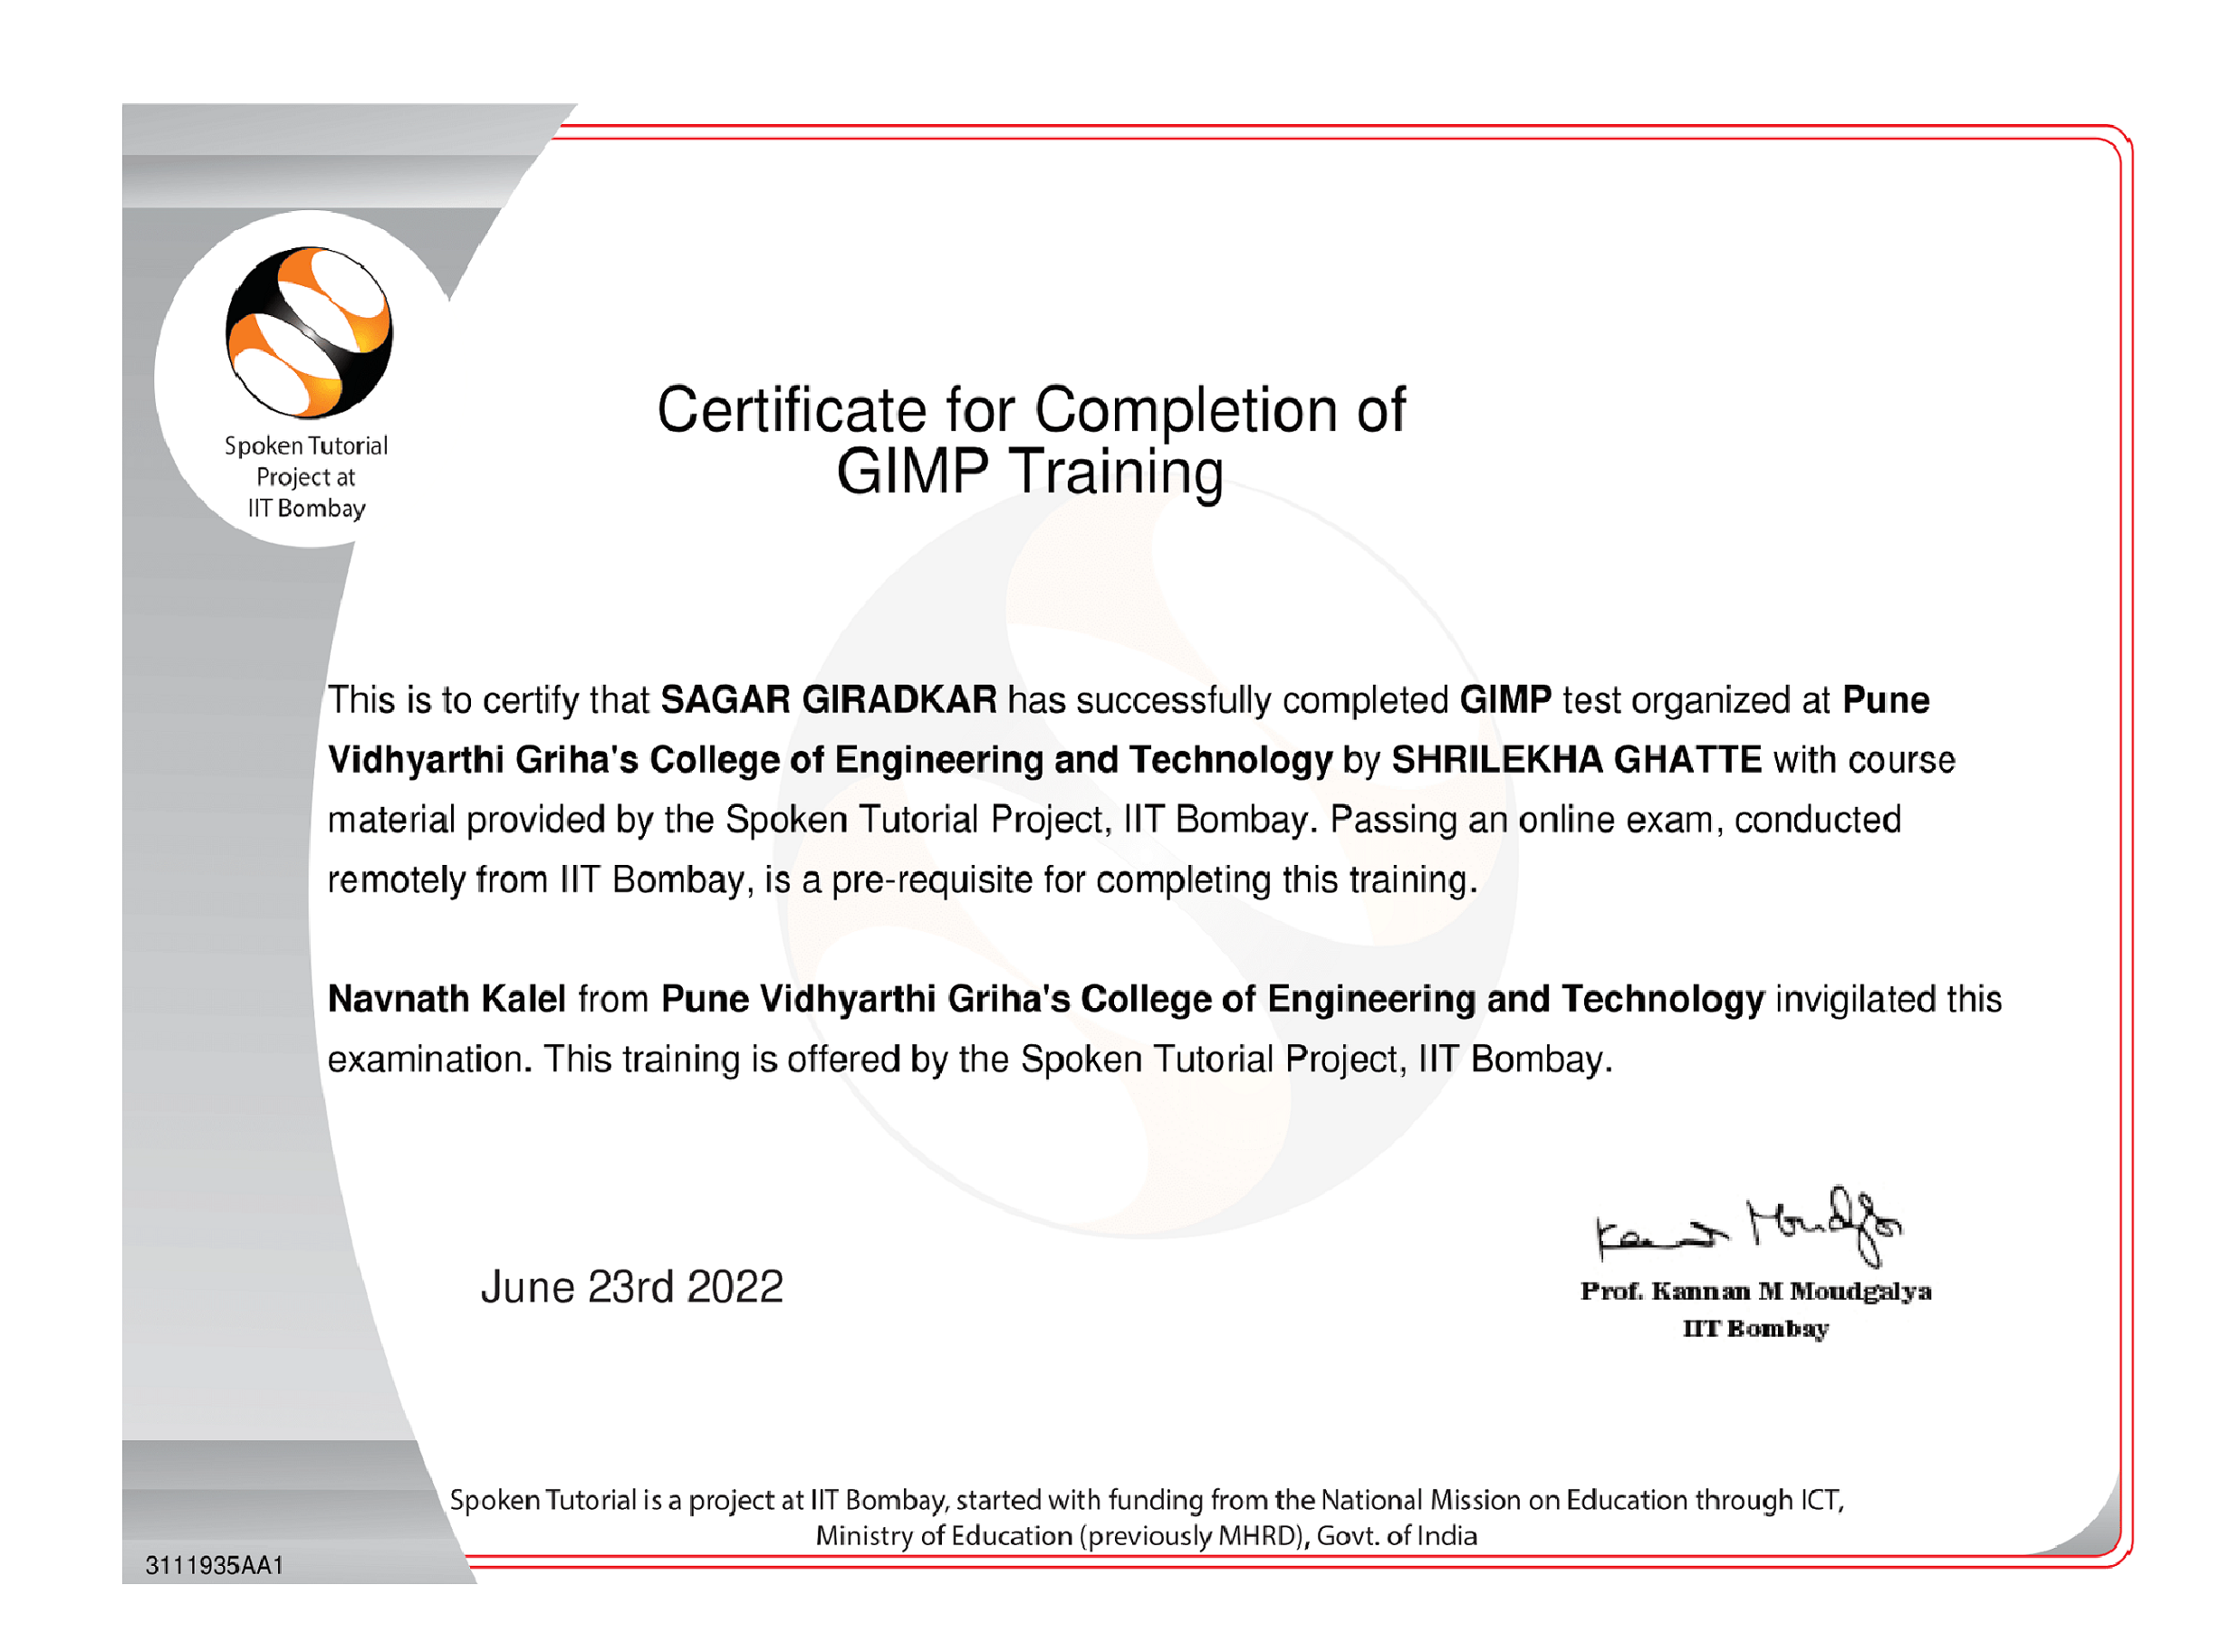 Spoken Tutorial
Project at
IIT Bombay
Certificate for Completion of
GIMP Training
This is to certify that SAGAR GIRADKAR has successfully completed GIMP test organized at Pune
Vidhyarthi Griha's College of Engineering and Technology by SHRILEKHA GHATTE with course
material provided by the Spoken Tutorial Project, IIT Bombay. Passing an online exam, conducted
remotely from IIT Bombay, is a pre-requisite for completing this training.
Navnath Kalel from Pune Vidhyarthi Griha's College of Engineering and Technology invigilated this
examination. This training is offered by the Spoken Tutorial Project, IIT Bombay.
June 23rd 2022
Prof. Kannan M Moudgalya
IIT Bombay
Spoken Tutorial is a project at IIT Bombay, started with funding from the National Mission on Education through ICT,
Ministry of Education (previously MHRD), Govt. of India
3111935AA1